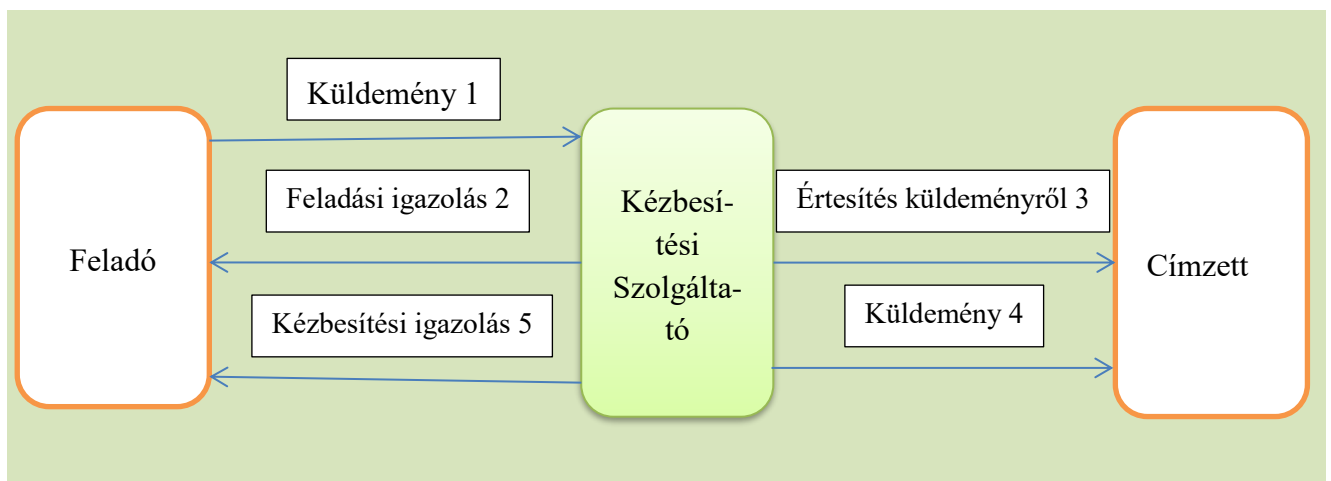 Küldemény 1
Feladási igazolás 2
Kézbesítési igazolás 5
Feladó
Kézbesí-
tési
Szolgálta-
tó
Értesítés küldeményről 3
Küldemény 4
Címzett